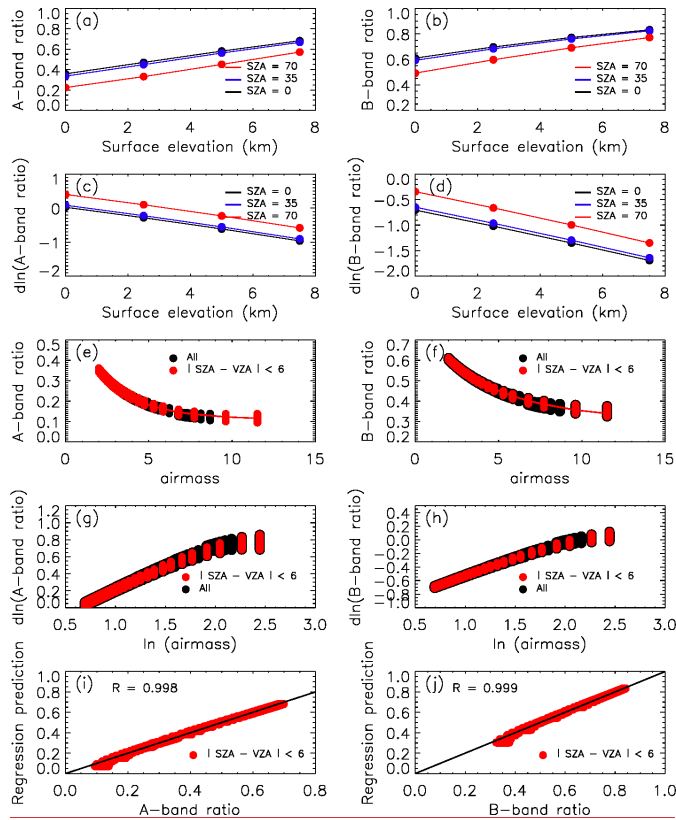 (a)
A-band ratio
1.0
0.8
0.6
0.4
0.2
0.0
SZA = 70
SZA = 35
SZA = 0
0 2 4 6 8
Surface elevation (km)
(b)
B-band ratio
1.0
0.8
0.6
0.4
0.2
SZA = 70
SZA = 35
SZA = 0
0 2 4 6 8
Surface elevation (km)
(c)
dln(A-band ratio)
1
0
-1
-2
SZA = 0
SZA = 35
SZA = 70
0 2 4 6 8
Surface elevation (km)
(d)
dln(B-band ratio)
0.0
-0.5
-1.0
-1.5
-2.0
SZA = 0
SZA = 35
SZA = 70
0 2 4 6 8
Surface elevation (km)
(e)
A-band ratio
0.5
0.4
0.3
0.2
0.1
0.0
All
| SZA - VZA | < 6
0 5 10 15
airmass
(f)
B-band ratio
0.7
0.6
0.5
0.4
0.3
0.2
All
| SZA - VZA | < 6
0 5 10 15
airmass
(g)
dln(A-band ratio)
1.2
1.0
0.8
0.6
0.4
0.2
0.0
| SZA - VZA | < 6
All
0.5 1.0 1.5 2.0 2.5 3.0
ln (airmass)
(h)
dln(B-band ratio)
0.4
0.2
0.0
-0.2
-0.4
-0.6
-0.8
-1.0
| SZA - VZA | < 6
All
0.5 1.0 1.5 2.0 2.5 3.0
ln (airmass)
(i)
R = 0.998
Regression prediction
1.0
0.8
0.6
0.4
0.2
0.0
| SZA - VZA | < 6
0.0 0.2 0.4 0.6 0.8
A-band ratio
(j)
R = 0.999
Regression prediction
1.0
0.8
0.6
0.4
0.2
0.0
| SZA - VZA | < 6
0.0 0.2 0.4 0.6 0.8 1.0
B-band ratio